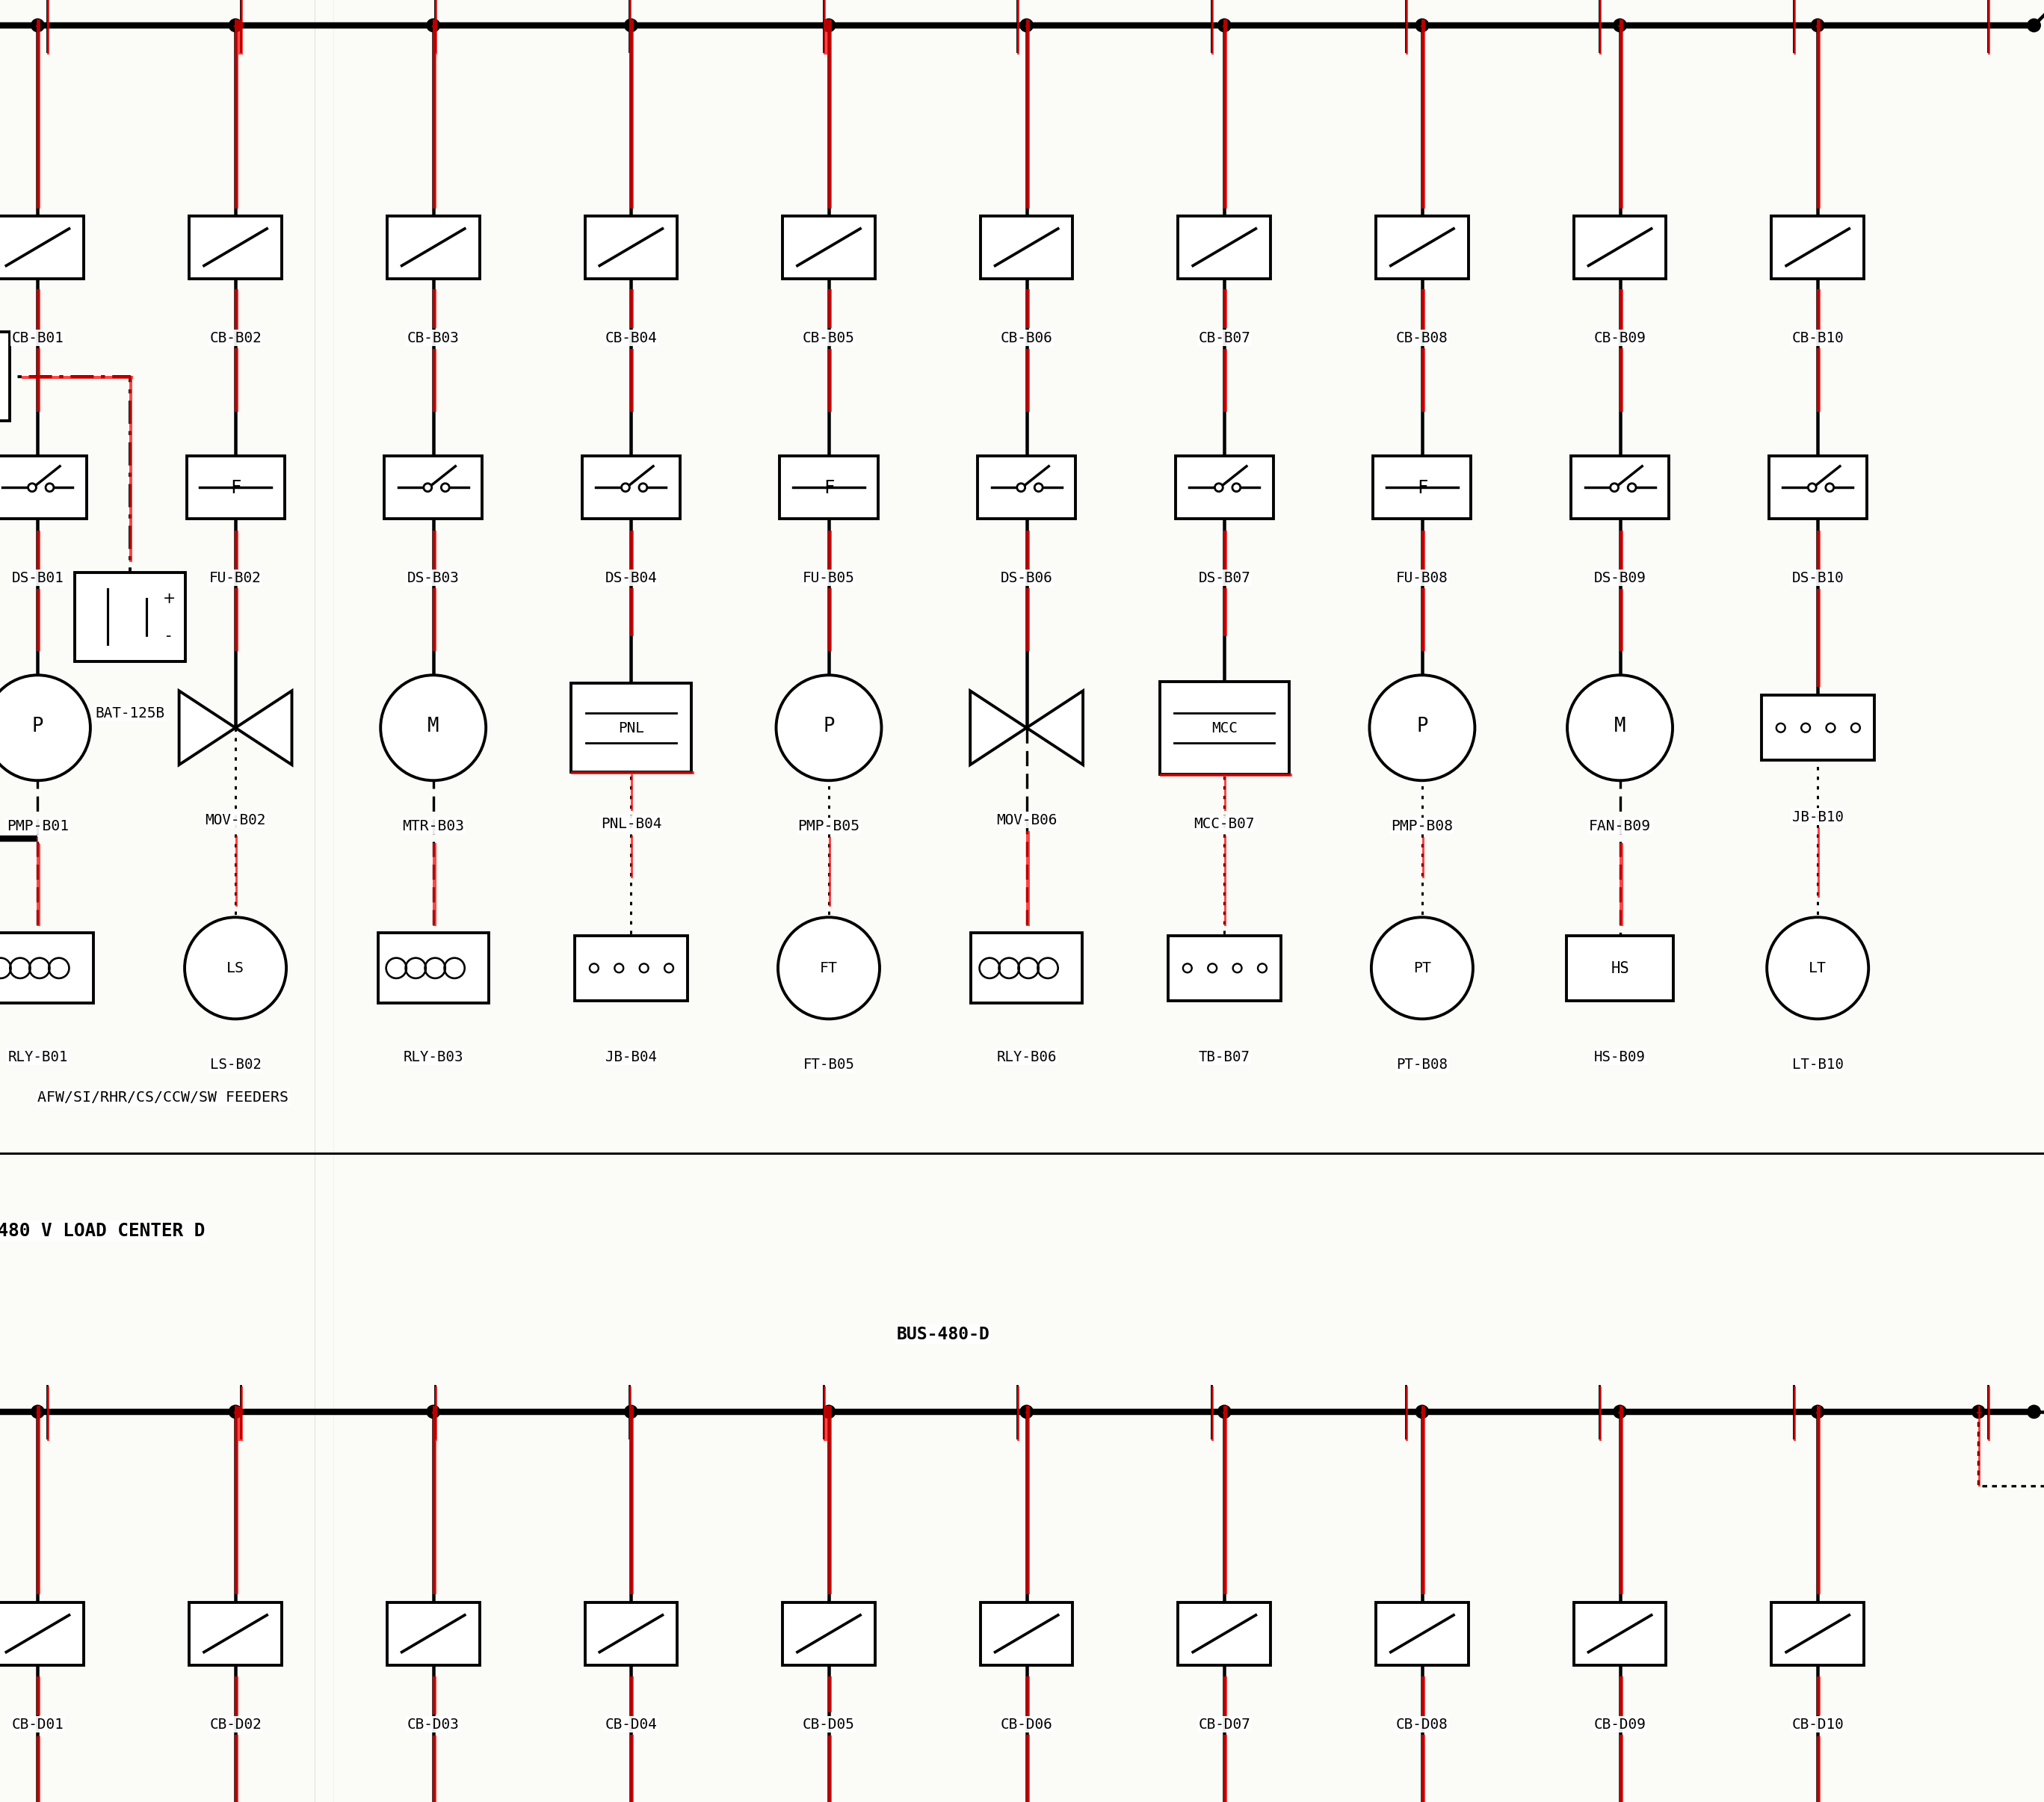 CB-B01 CB-B02 CB-B03 CB-B04 CB-B05 CB-B06 CB-B07 CB-B08 CB-B09 CB-B10
F F F
DS-B01 FU-B02 DS-B03 DS-B04 FU-B05 DS-B06 DS-B07 FU-B08 DS-B09 DS-B10
+
-
BAT-125B
P M PNL P MCC P M
PMP-B01 MOV-B02 MTR-B03 PNL-B04 PMP-B05 MOV-B06 MCC-B07 PMP-B08 FAN-B09 JB-B10
LS FT PT HS LT
RLY-B01 LS-B02 RLY-B03 JB-B04 FT-B05 RLY-B06 TB-B07 PT-B08 HS-B09 LT-B10
AFW/SI/RHR/CS/CCW/SW FEEDERS
480 V LOAD CENTER D
BUS-480-D
CB-D01 CB-D02 CB-D03 CB-D04 CB-D05 CB-D06 CB-D07 CB-D08 CB-D09 CB-D10